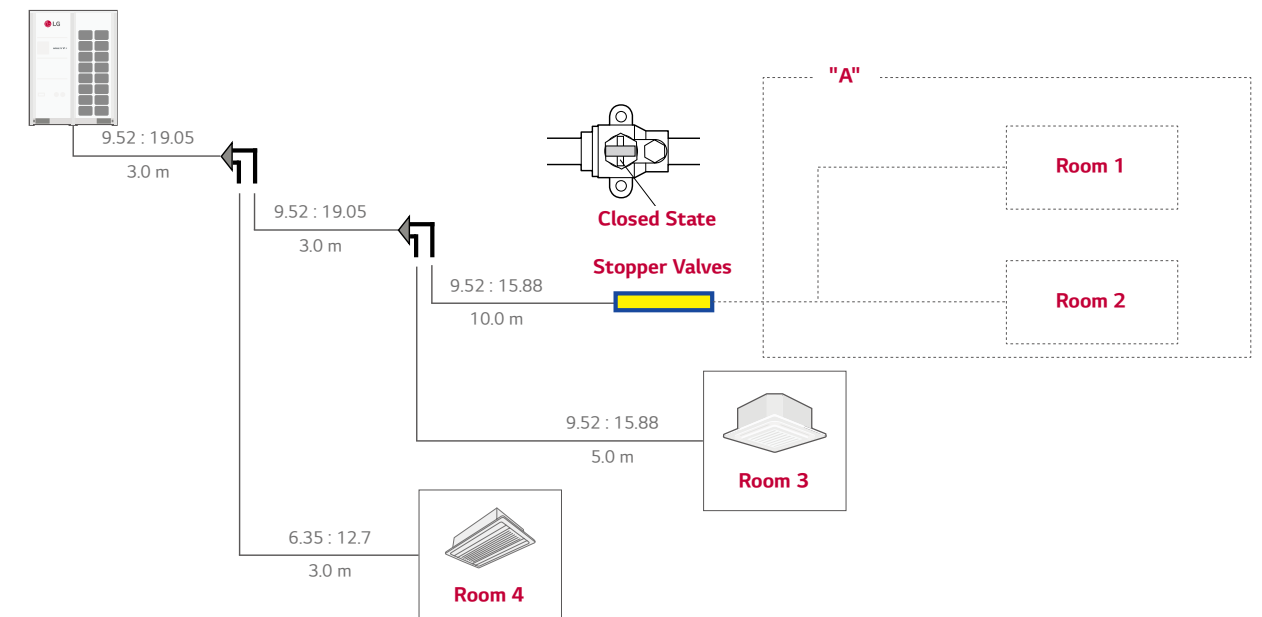 LG
"A"
9.52 : 19.05
3.0 m
Room 1
9.52 : 19.05
3.0 m
Closed State
Stopper Valves
9.52 : 15.88
10.0 m
Room 2
9.52 : 15.88
5.0 m
Room 3
6.35 : 12.7
3.0 m
Room 4